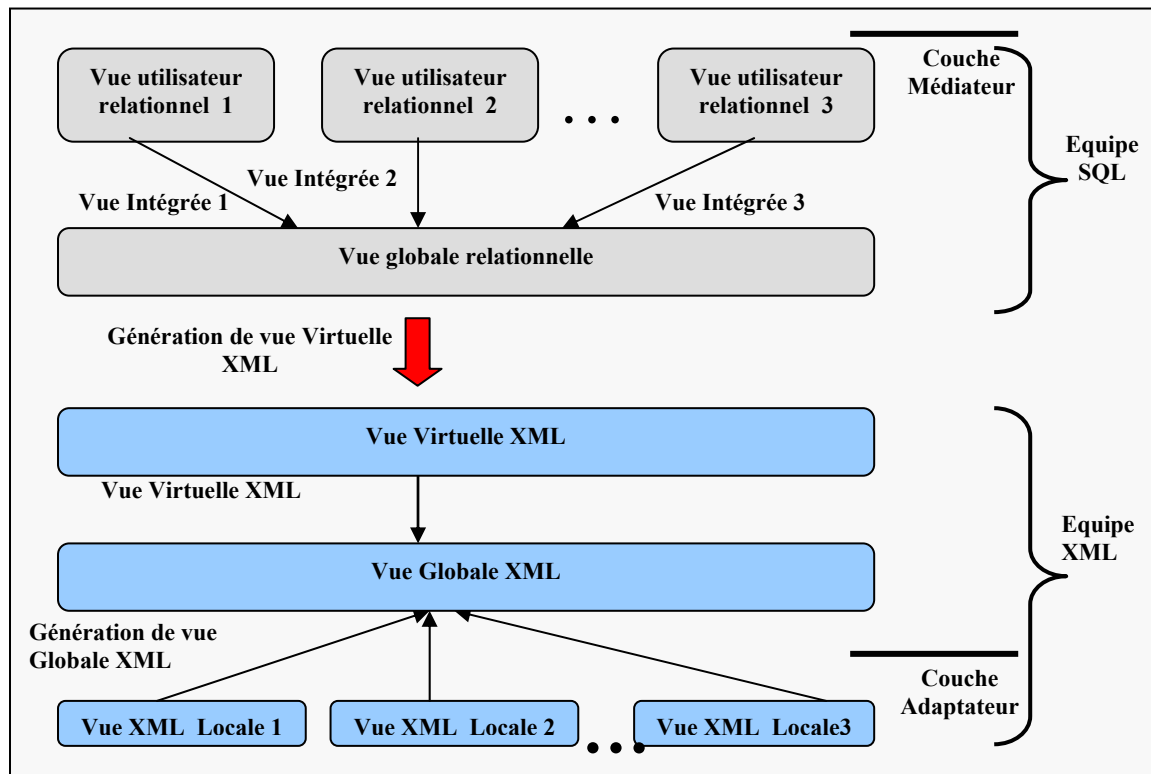 Vue utilisateur
relationnel 1
Vue utilisateur
relationnel 2
. . .
Vue utilisateur
relationnel 3
Couche
Médiateur
Equipe
SQL
Vue Intégrée 1
Vue Intégrée 2
Vue Intégrée 3
Vue globale relationnelle
Génération de vue Virtuelle
XML
Vue Virtuelle XML
Vue Virtuelle XML
Equipe
XML
Vue Globale XML
Génération de vue
Globale XML
Couche
Adaptateur
Vue XML Locale 1
Vue XML Locale 2
...
Vue XML Locale3